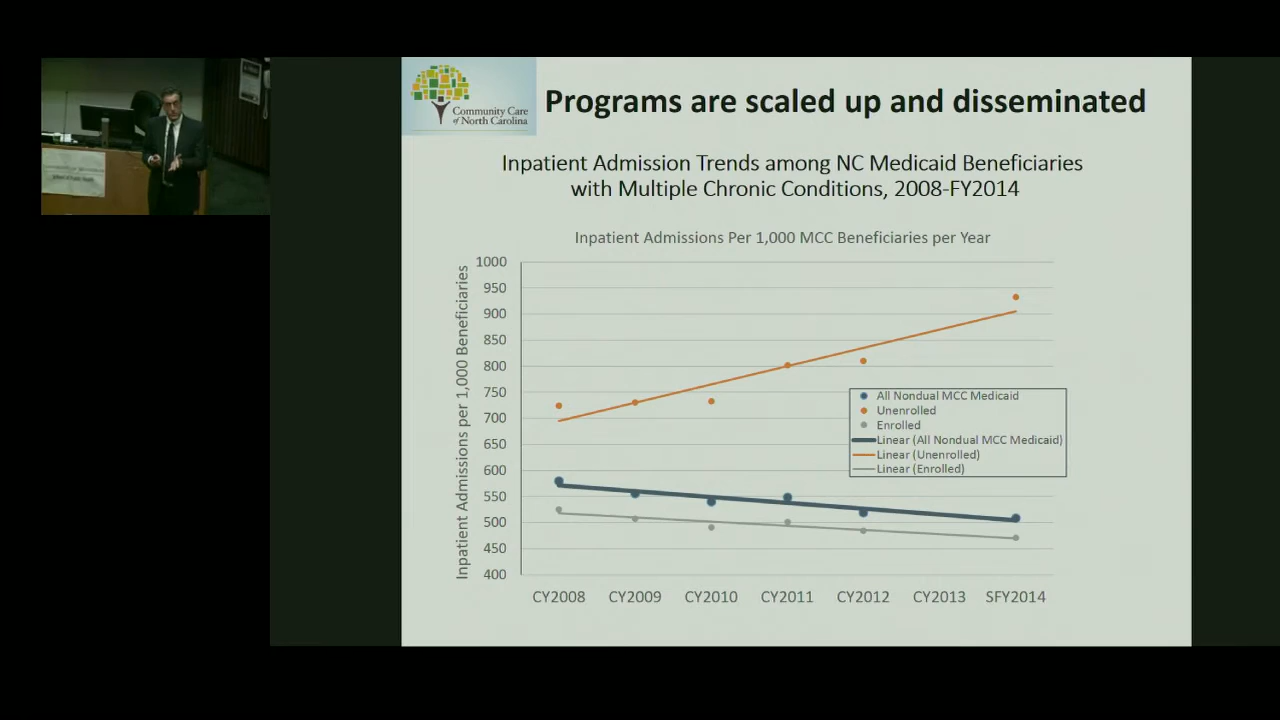 Community Care
of North Carolina
Programs are scaled up and disseminated
Inpatient Admission Trends among NC Medicaid Beneficiaries
with Multiple Chronic Conditions, 2008-FY2014
Inpatient Admissions Per 1,000 MCC Beneficiaries per Year
Inpatient Admissions per 1,000 Beneficiaries
1000
950
900
850
800
750
700
650
600
550
500
450
400
All Nondual MCC Medicaid
Unenrolled
Enrolled
Linear (All Nondual MCC Medicaid)
Linear (Unenrolled)
Linear (Enrolled)
CY2008 CY2009 CY2010 CY2011 CY2012 CY2013 SFY2014